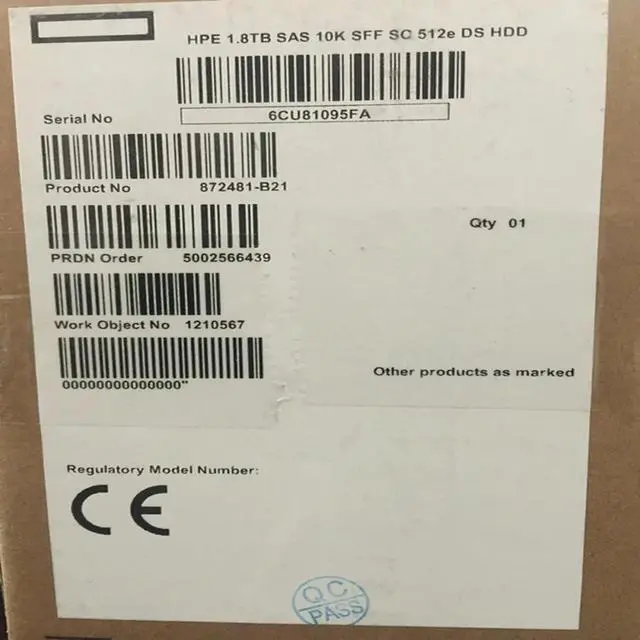 HPE 1.8TB SAS 10K SFF SC 512e DS HDD
Serial No
6CU81095FA
Product No 872481-B21
Qty 01
PRDN Order 5002566439
Work Object No 1210567
Other products as marked
00000000000000"
Regulatory Model Number:
CE
QC
PASS